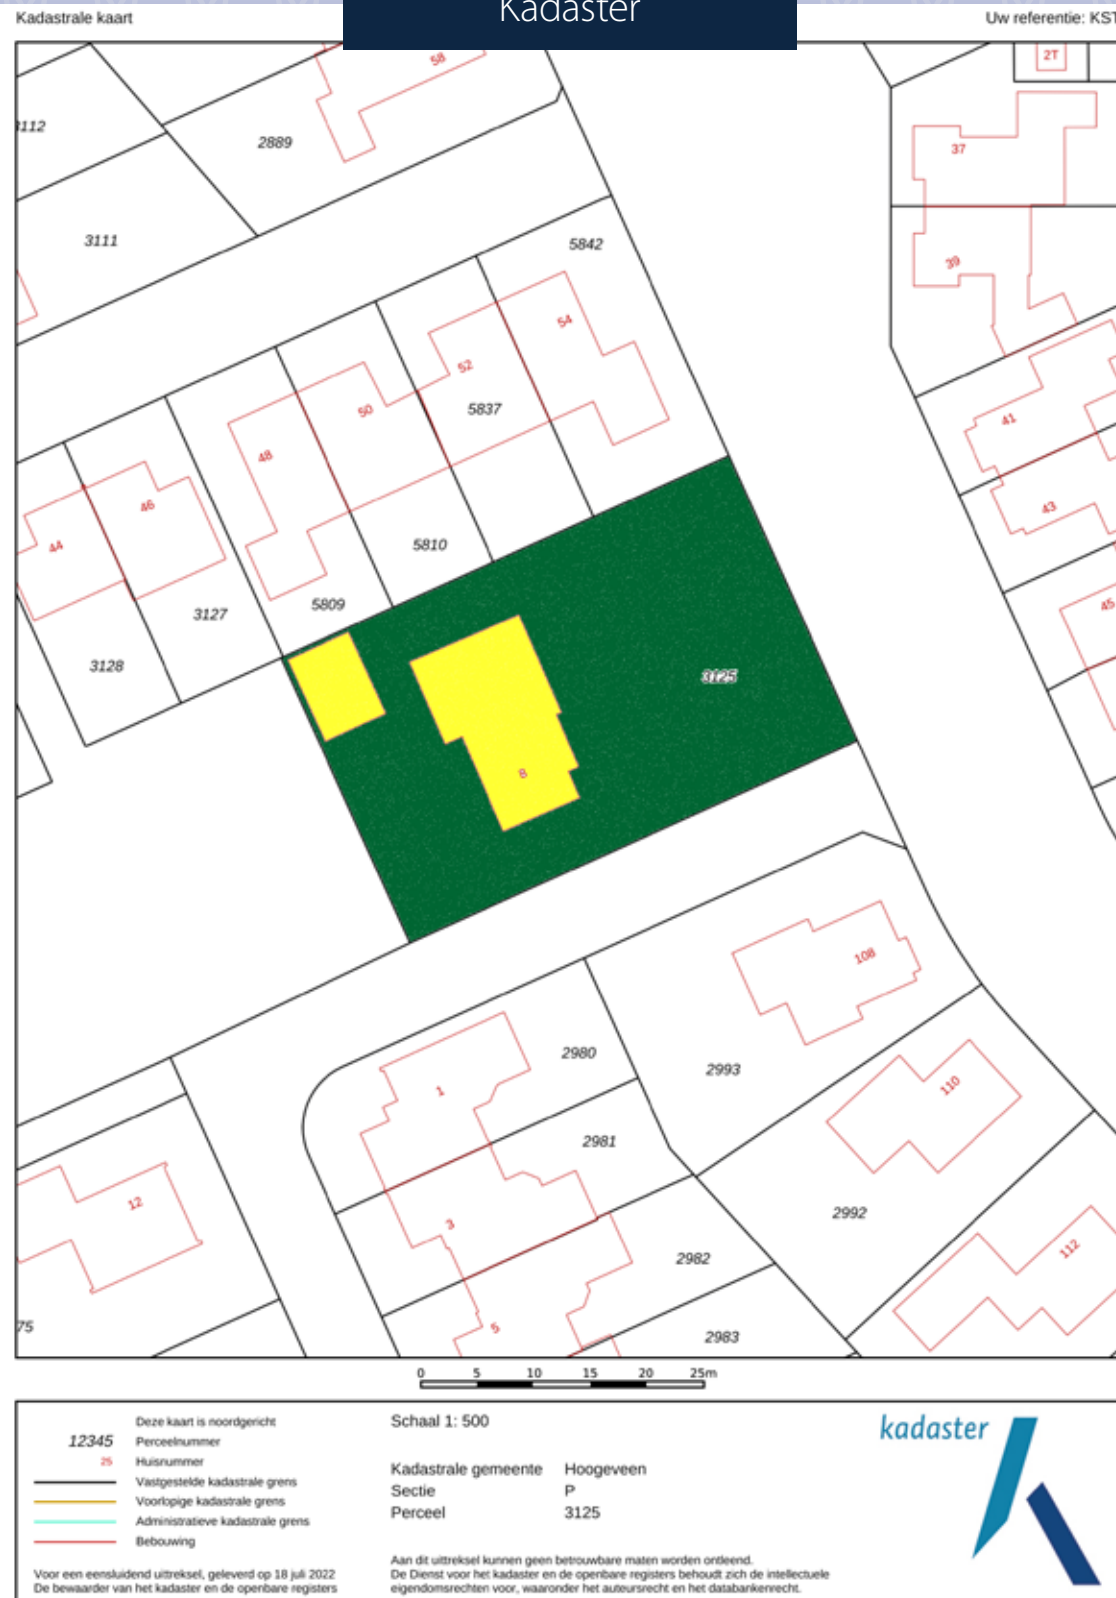 Kadaster
Kadastrale kaart
Uw referentie: KST
58
2T
3112
2889
37
3111
5842
39
54
52
50
5837
41
48
46
43
44
5810
5809
3127
45
3128
3125
8
108
2980
2993
1
110
2981
12
3
2992
2982
112
75
5
2983
0 5 10 15 20 25m
Deze kaart is noordgericht
12345 Perceelnummer
25 Huisnummer
Vastgestelde kadastrale grens
Voorlopige kadastrale grens
Administratieve kadastrale grens
Bebouwing
Voor een eensluidend uittreksel, geleverd op 18 juli 2022
De bewaarder van het kadaster en de openbare registers
Schaal 1: 500
Kadastrale gemeente Hoogeveen
Sectie P
Perceel 3125
Aan dit uittreksel kunnen geen betrouwbare maten worden ontleend.
De Dienst voor het kadaster en de openbare registers behoudt zich de intellectuele
eigendomsrechten voor, waaronder het auteursrecht en het databankenrecht.
kadaster